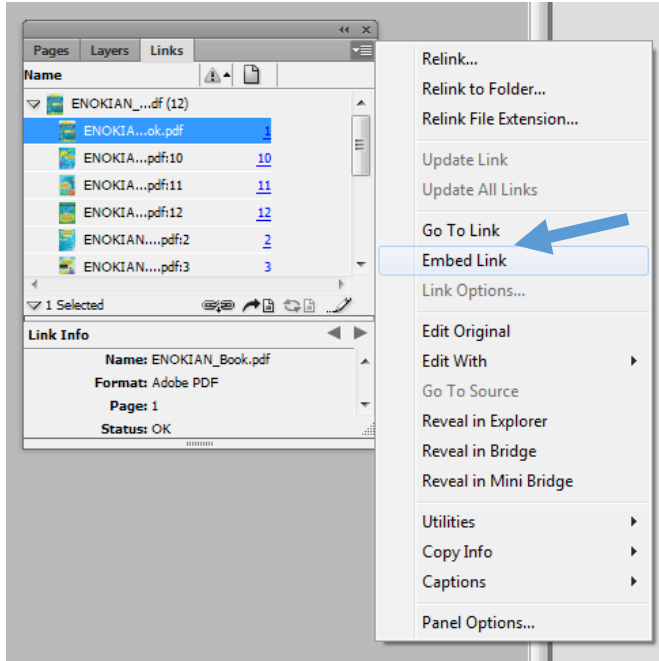 Pages Layers Links
Name
ENOKIAN_...df (12)
ENOKIA...ok.pdf 1
ENOKIA...pdf:10 10
ENOKIA...pdf:11 11
ENOKIA...pdf:12 12
ENOKIAN....pdf:2 2
ENOKIAN....pdf:3 3
1 Selected
Link Info
Name: ENOKIAN_Book.pdf
Format: Adobe PDF
Page: 1
Status: OK
Relink...
Relink to Folder...
Relink File Extension...
Update Link
Update All Links
Go To Link
Embed Link
Link Options...
Edit Original
Edit With
Go To Source
Reveal in Explorer
Reveal in Bridge
Reveal in Mini Bridge
Utilities
Copy Info
Captions
Panel Options...